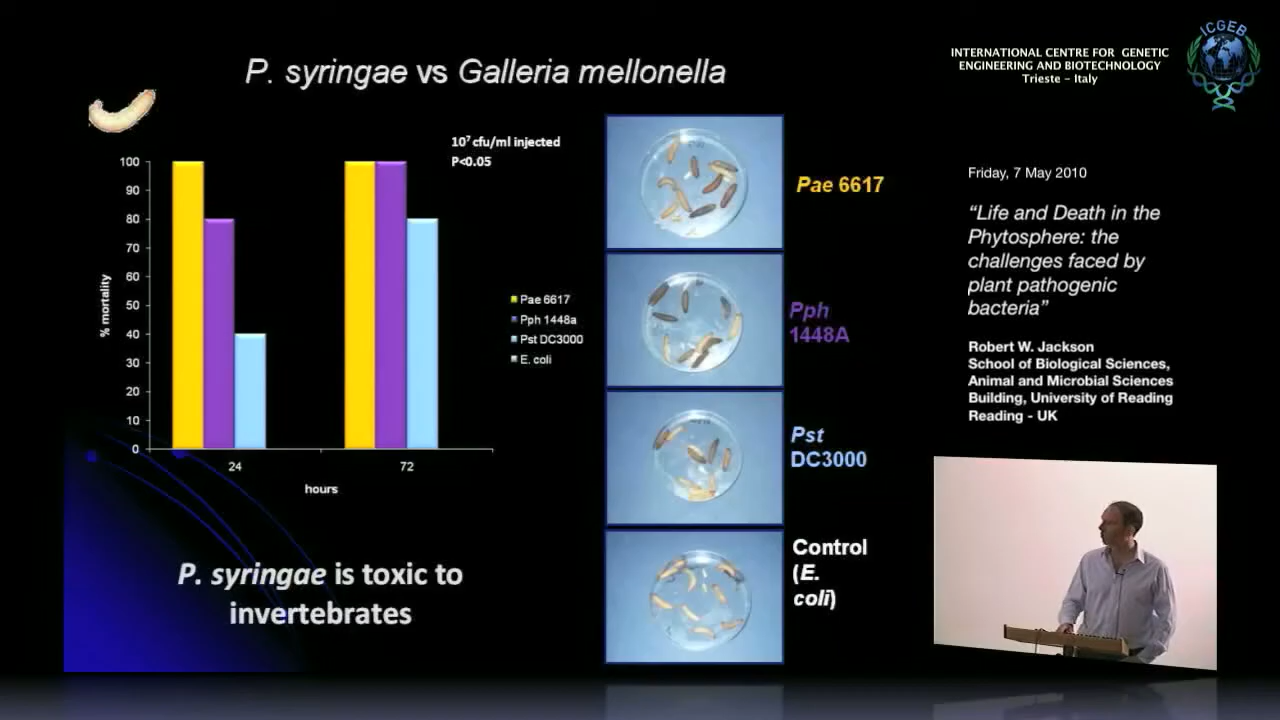 P. syringae vs Galleria mellonella
10⁷ cfu/ml injected
P<0.05
% mortality
100
90
80
70
60
50
40
30
20
10
0
24
72
hours
Pae 6617
Pph 1448a
Pst DC3000
E. coli
P. syringae is toxic to
invertebrates
Pae 6617
Pph
1448A
Pst
DC3000
Control
(E.
coli)
INTERNATIONAL CENTRE FOR GENETIC
ENGINEERING AND BIOTECHNOLOGY
Trieste – Italy
ICGEB
Friday, 7 May 2010
“Life and Death in the
Phytosphere: the
challenges faced by
plant pathogenic
bacteria”
Robert W. Jackson
School of Biological Sciences,
Animal and Microbial Sciences
Building, University of Reading
Reading - UK